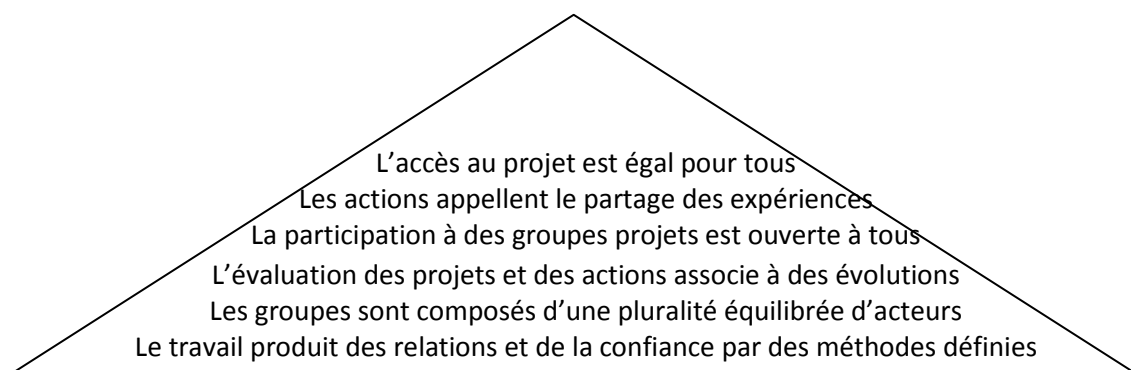 L’accès au projet est égal pour tous
Les actions appellent le partage des expériences
La participation à des groupes projets est ouverte à tous
L’évaluation des projets et des actions associe à des évolutions
Les groupes sont composés d’une pluralité équilibrée d’acteurs
Le travail produit des relations et de la confiance par des méthodes définies